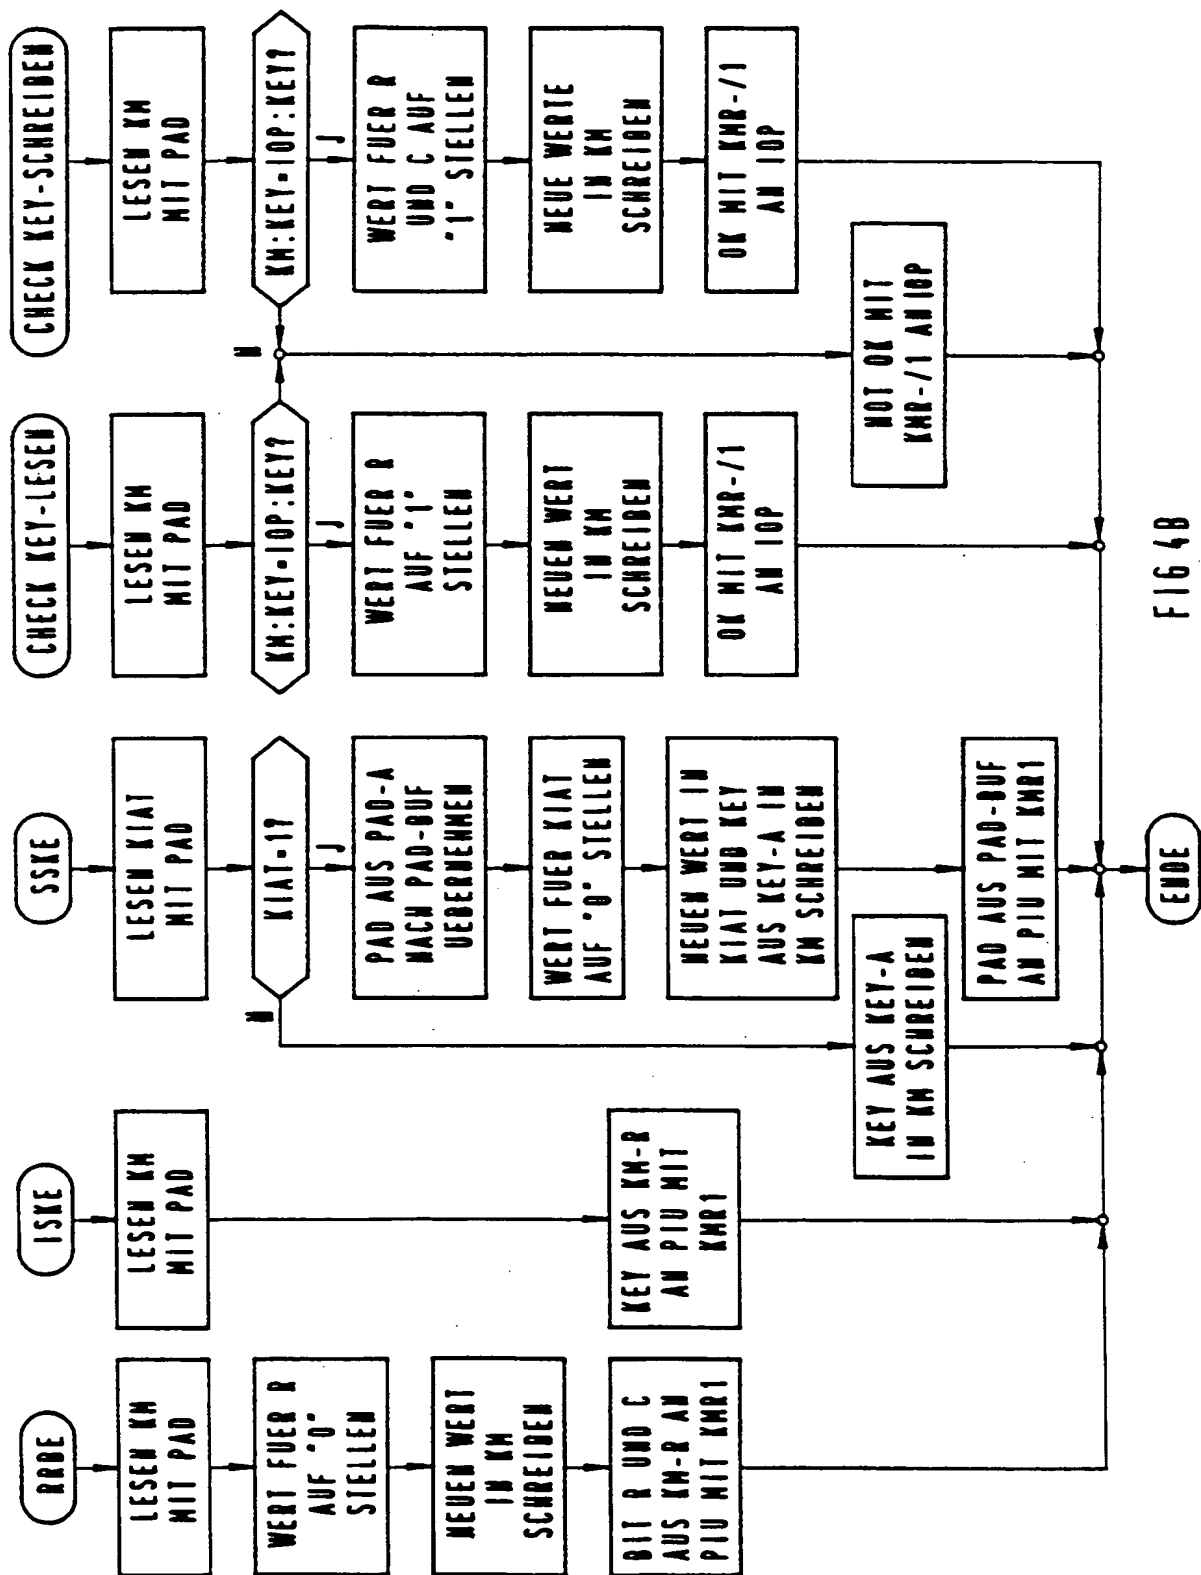 RRBE
LESEN KM
MIT PAD
WERT FUER R
AUF "0"
STELLEN
NEUEN WERT
IN KM
SCHREIBEN
BIT R UND C
AUS KM-R AN
PIU MIT KMR1
ISKE
LESEN KM
MIT PAD
KEY AUS KM-R
AN PIU MIT
KMR1
SSKE
LESEN KIAT
MIT PAD
KIAT=1?
N
J
PAD AUS PAD-A
NACH PAD-BUF
UEBERNEHMEN
WERT FUER KIAT
AUF "0" STELLEN
NEUEN WERT IN
KIAT UND KEY
AUS KEY-A IN
KM SCHREIBEN
KEY AUS KEY-A
IN KM SCHREIBEN
PAD AUS PAD-BUF
AN PIU MIT KMR1
CHECK KEY-LESEN
LESEN KM
MIT PAD
KM:KEY=IOP:KEY?
J
WERT FUER R
AUF "1"
STELLEN
NEUEN WERT
IN KM
SCHREIBEN
OK MIT KMR-/1
AN IOP
N
NOT OK MIT
KMR-/1 AN IOP
CHECK KEY-SCHREIBEN
LESEN KM
MIT PAD
KM:KEY=IOP:KEY?
J
WERT FUER R
UND C AUF
"1" STELLEN
NEUE WERTE
IN KM
SCHREIBEN
OK MIT KMR-/1
AN IOP
ENDE
FIG 4B